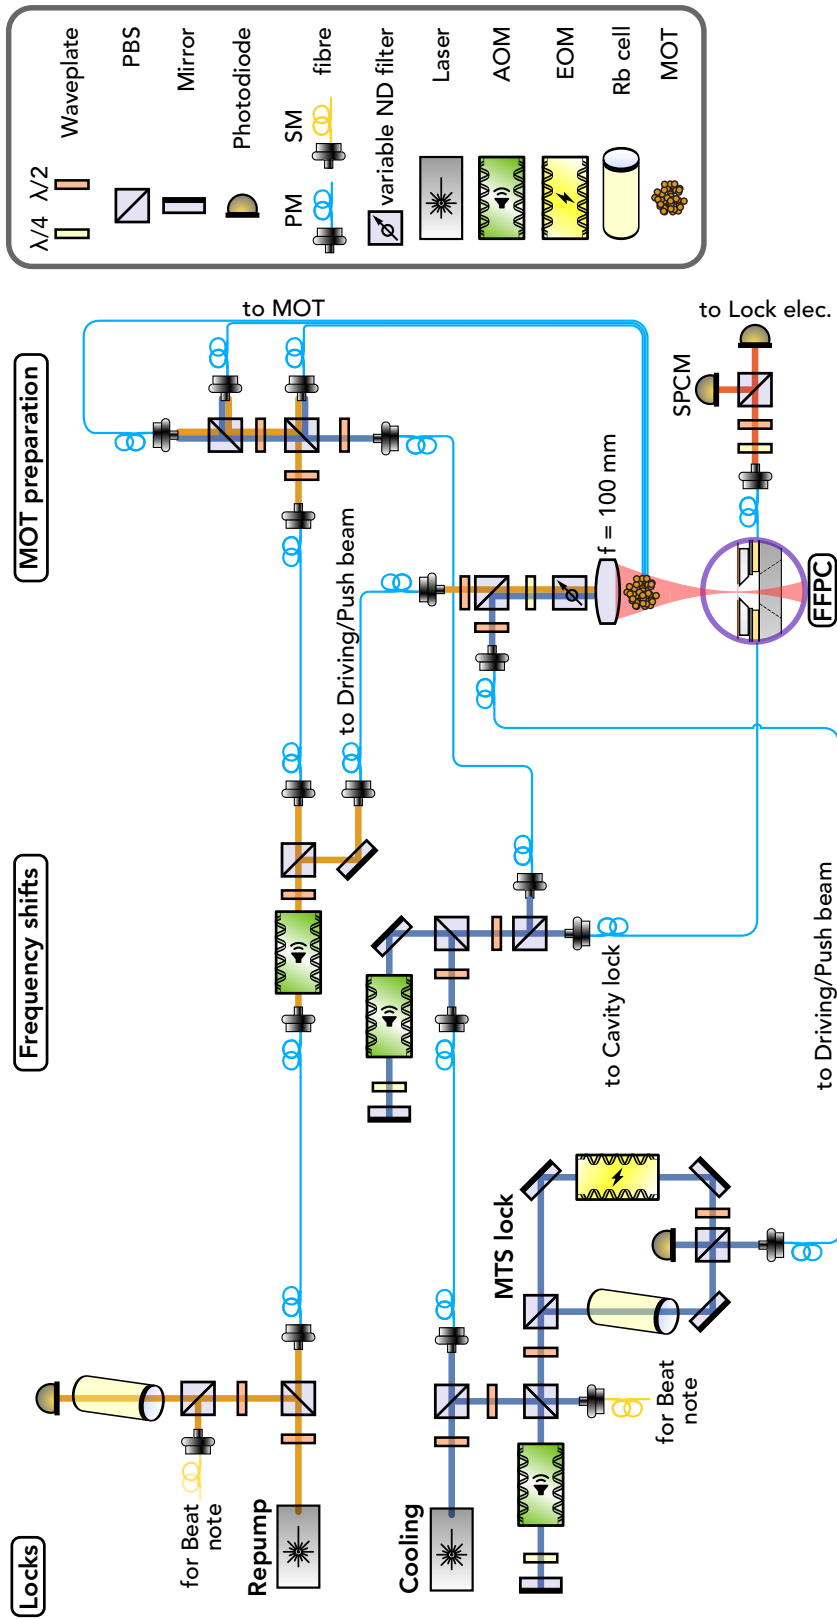 Locks
Frequency shifts
MOT preparation
for Beat
note
Repump
Cooling
MTS lock
for Beat
note
to Cavity lock
to Driving/Push beam
to Driving/Push beam
to MOT
f = 100 mm
FFPC
SPCM
to Lock elec.
λ/4 λ/2
Waveplate
PBS
Mirror
Photodiode
PM SM
fibre
variable ND filter
Laser
AOM
EOM
Rb cell
MOT